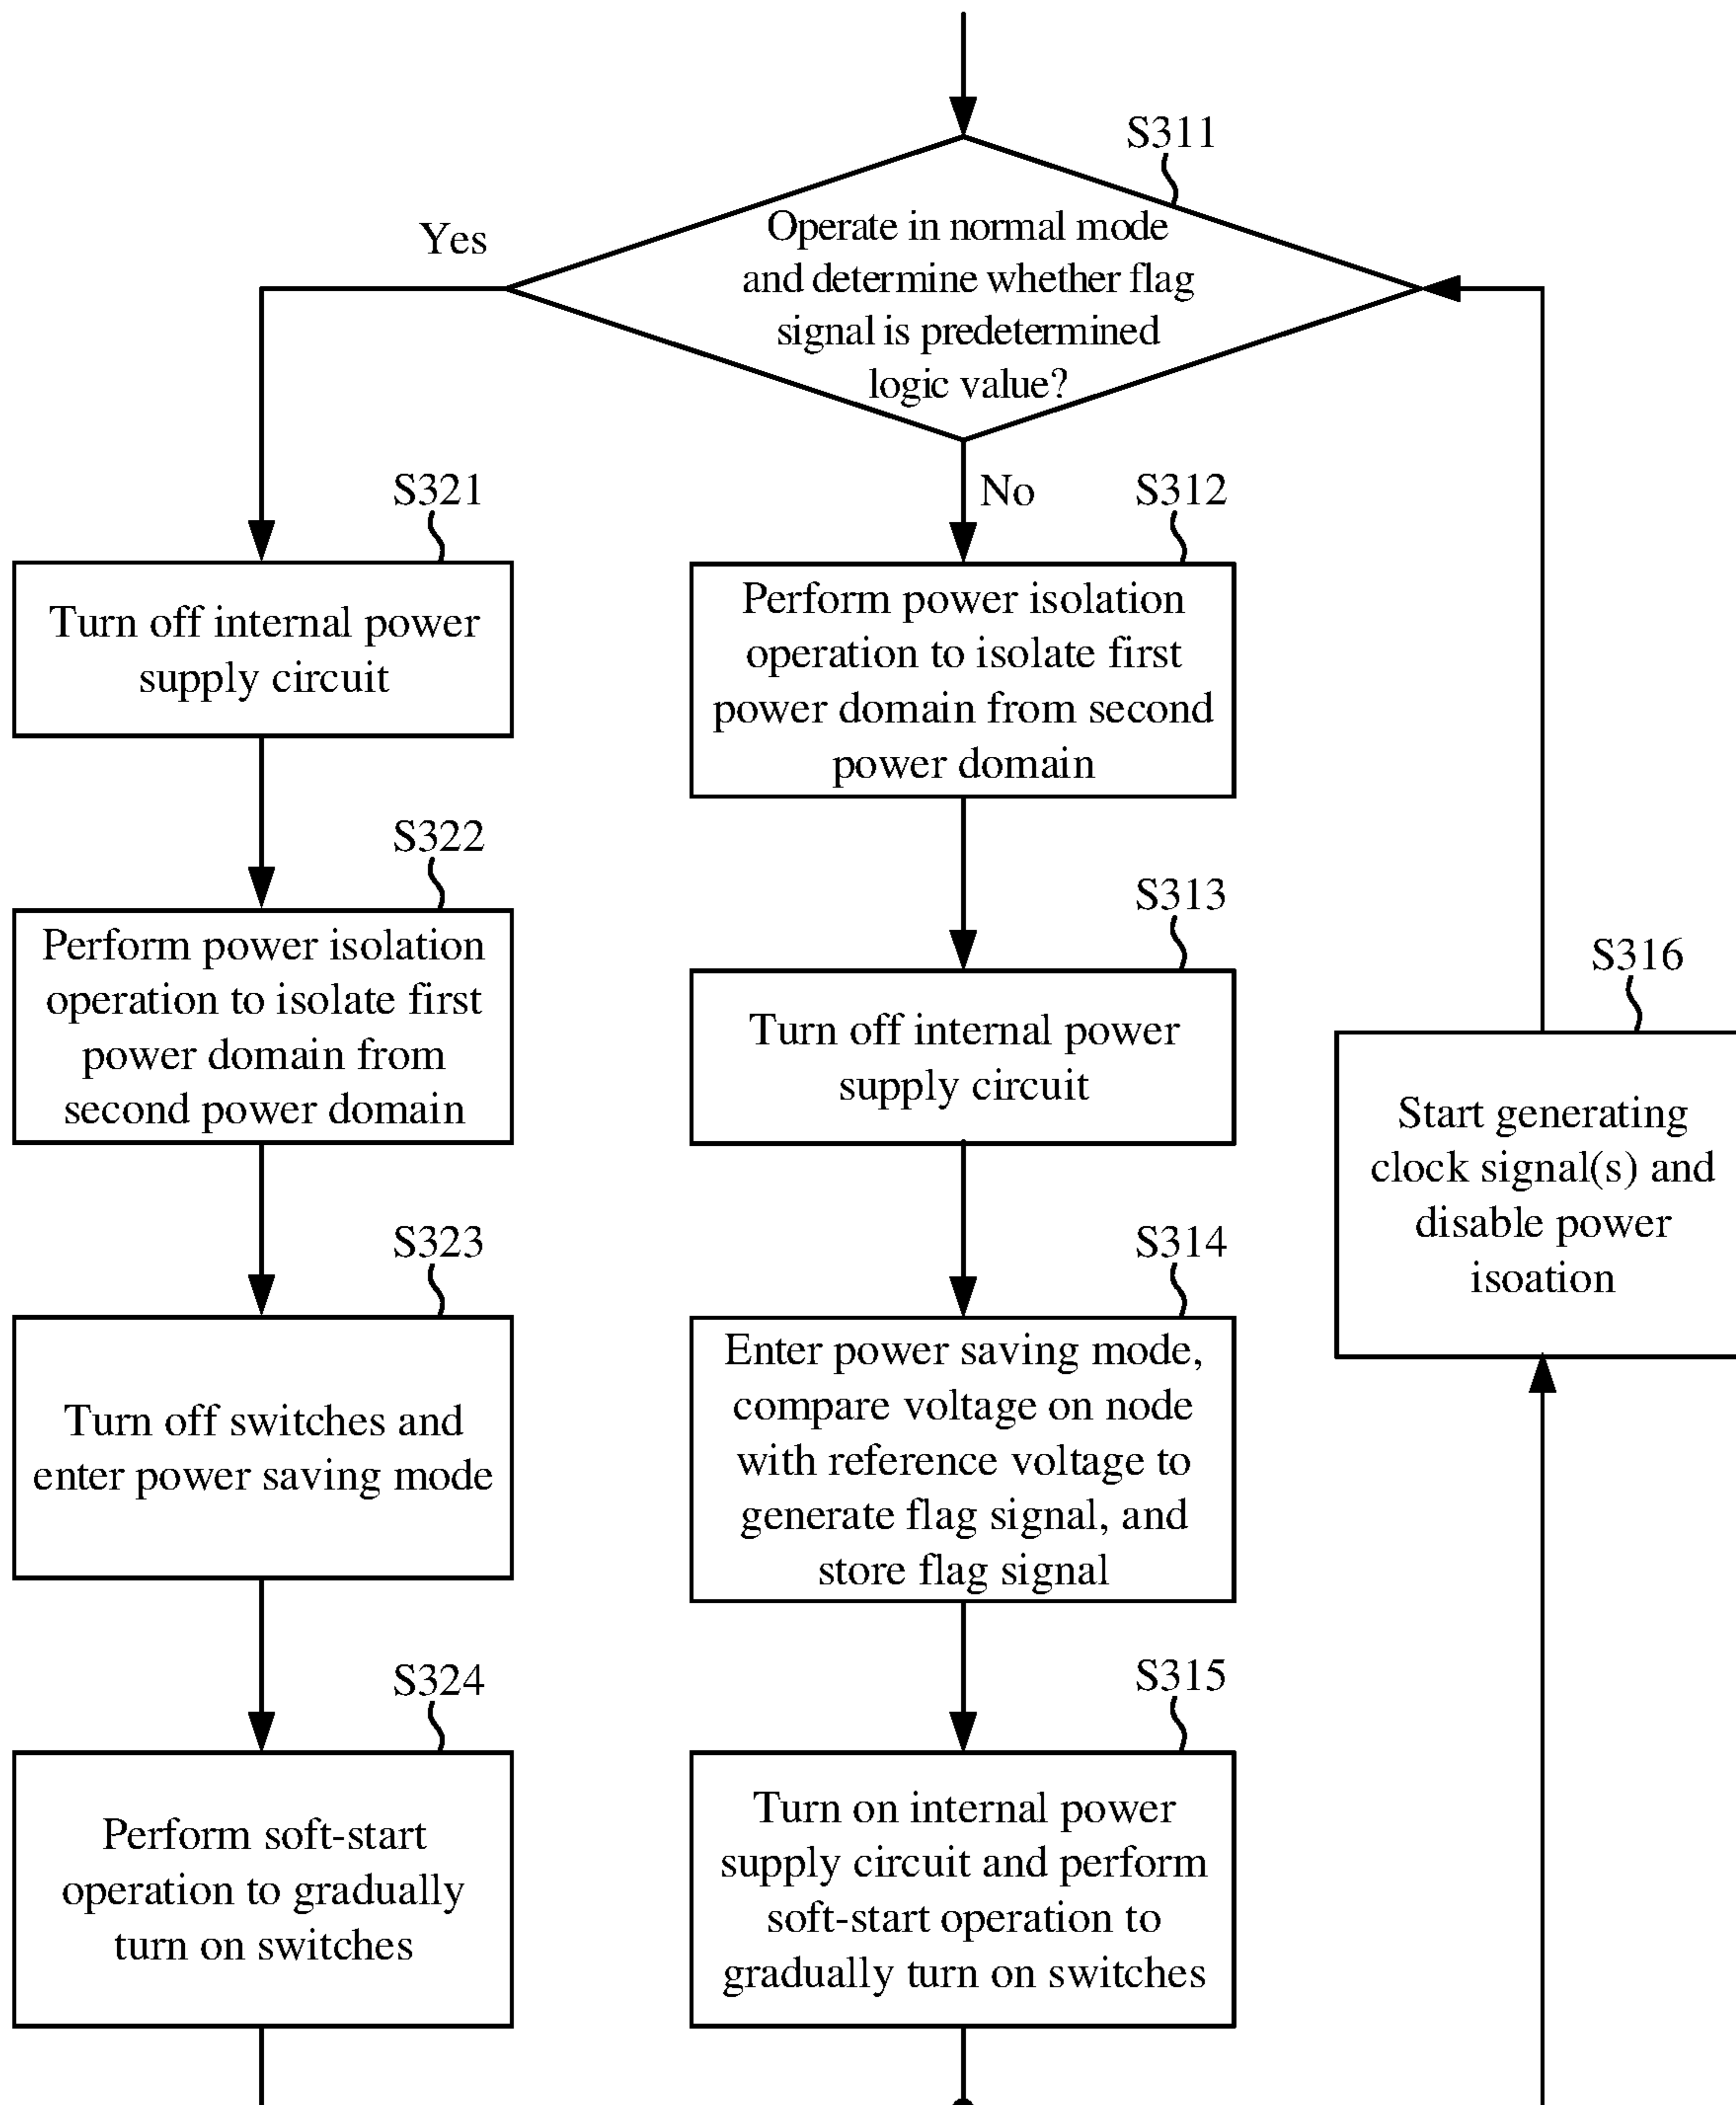 S311
Operate in normal mode
and determine whether flag
signal is predetermined
logic value?
Yes
No
S321
Turn off internal power
supply circuit
S322
Perform power isolation
operation to isolate first
power domain from
second power domain
S323
Turn off switches and
enter power saving mode
S324
Perform soft-start
operation to gradually
turn on switches
S312
Perform power isolation
operation to isolate first
power domain from second
power domain
S313
Turn off internal power
supply circuit
S314
Enter power saving mode,
compare voltage on node
with reference voltage to
generate flag signal, and
store flag signal
S315
Turn on internal power
supply circuit and perform
soft-start operation to
gradually turn on switches
S316
Start generating
clock signal(s) and
disable power
isoation